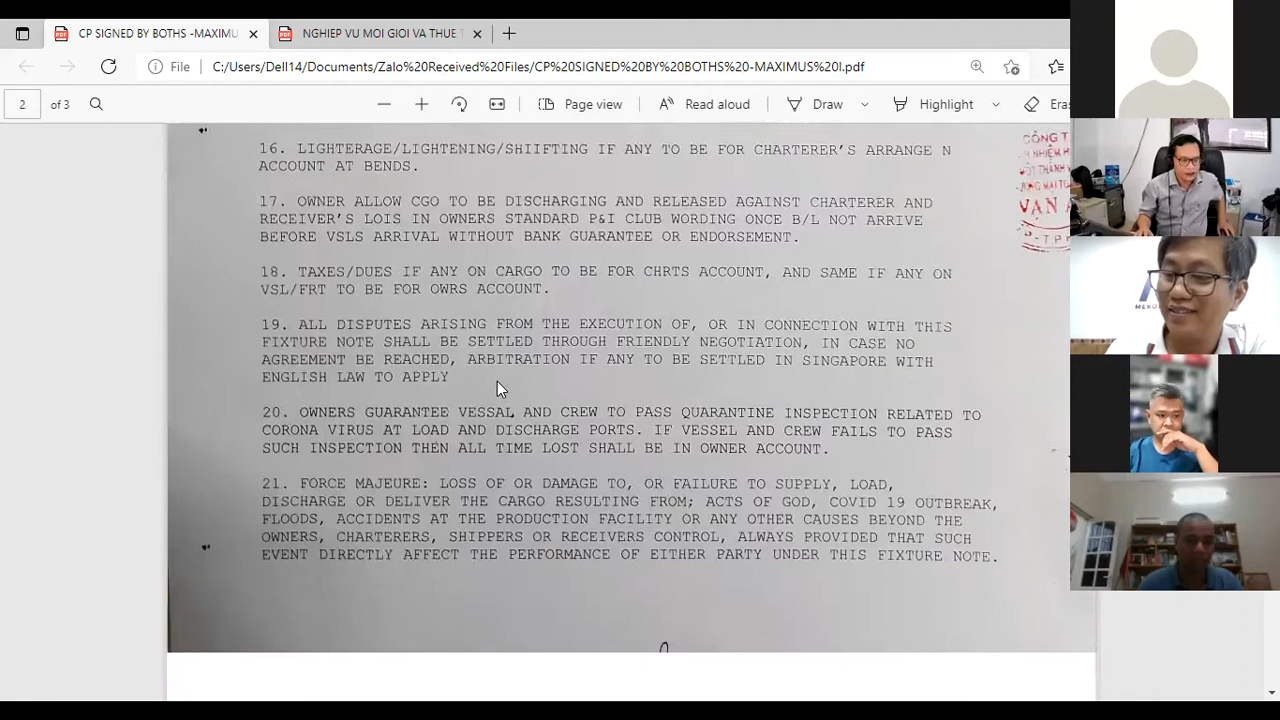 CP SIGNED BY BOTHS -MAXIMU
NGHIEP VU MOI GIOI VA THUE T
File
C:/Users/Dell14/Documents/Zalo%20Received%20Files/CP%20SIGNED%20BY%20BOTHS%20-MAXIMUS%20I.pdf
2 of 3
Page view
Read aloud
Draw
Highlight
Eras
16. LIGHTERAGE/LIGHTENING/SHIIFTING IF ANY TO BE FOR CHARTERER'S ARRANGE N
ACCOUNT AT BENDS.
17. OWNER ALLOW CGO TO BE DISCHARGING AND RELEASED AGAINST CHARTERER AND
RECEIVER'S LOIS IN OWNERS STANDARD P&I CLUB WORDING ONCE B/L NOT ARRIVE
BEFORE VSLS ARRIVAL WITHOUT BANK GUARANTEE OR ENDORSEMENT.
18. TAXES/DUES IF ANY ON CARGO TO BE FOR CHRTS ACCOUNT, AND SAME IF ANY ON
VSL/FRT TO BE FOR OWRS ACCOUNT.
19. ALL DISPUTES ARISING FROM THE EXECUTION OF, OR IN CONNECTION WITH THIS
FIXTURE NOTE SHALL BE SETTLED THROUGH FRIENDLY NEGOTIATION, IN CASE NO
AGREEMENT BE REACHED, ARBITRATION IF ANY TO BE SETTLED IN SINGAPORE WITH
ENGLISH LAW TO APPLY
20. OWNERS GUARANTEE VESSAL AND CREW TO PASS QUARANTINE INSPECTION RELATED TO
CORONA VIRUS AT LOAD AND DISCHARGE PORTS. IF VESSEL AND CREW FAILS TO PASS
SUCH INSPECTION THEN ALL TIME LOST SHALL BE IN OWNER ACCOUNT.
21. FORCE MAJEURE: LOSS OF OR DAMAGE TO, OR FAILURE TO SUPPLY, LOAD,
DISCHARGE OR DELIVER THE CARGO RESULTING FROM; ACTS OF GOD, COVID 19 OUTBREAK,
FLOODS, ACCIDENTS AT THE PRODUCTION FACILITY OR ANY OTHER CAUSES BEYOND THE
OWNERS, CHARTERERS, SHIPPERS OR RECEIVERS CONTROL, ALWAYS PROVIDED THAT SUCH
EVENT DIRECTLY AFFECT THE PERFORMANCE OF EITHER PARTY UNDER THIS FIXTURE NOTE.
CÔNG T
VẠN